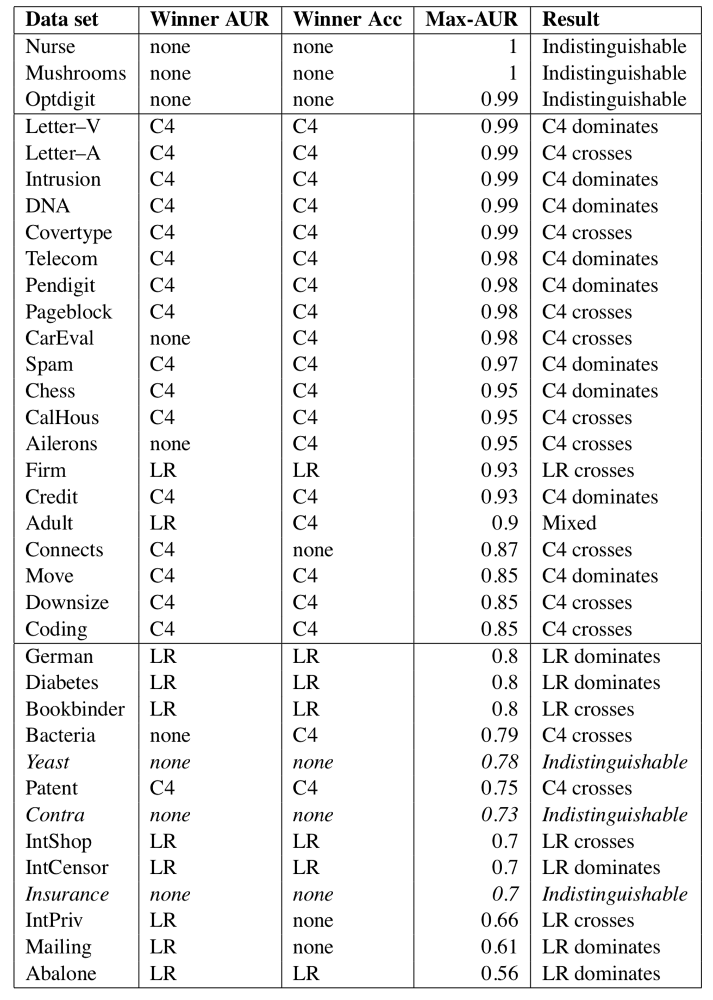 Data set Winner AUR Winner Acc Max-AUR Result
Nurse none none 1 Indistinguishable
Mushrooms none none 1 Indistinguishable
Optdigit none none 0.99 Indistinguishable
Letter–V C4 C4 0.99 C4 dominates
Letter–A C4 C4 0.99 C4 crosses
Intrusion C4 C4 0.99 C4 dominates
DNA C4 C4 0.99 C4 dominates
Covertype C4 C4 0.99 C4 crosses
Telecom C4 C4 0.98 C4 dominates
Pendigit C4 C4 0.98 C4 dominates
Pageblock C4 C4 0.98 C4 crosses
CarEval none C4 0.98 C4 crosses
Spam C4 C4 0.97 C4 dominates
Chess C4 C4 0.95 C4 dominates
CalHous C4 C4 0.95 C4 crosses
Ailerons none C4 0.95 C4 crosses
Firm LR LR 0.93 LR crosses
Credit C4 C4 0.93 C4 dominates
Adult LR C4 0.9 Mixed
Connects C4 none 0.87 C4 crosses
Move C4 C4 0.85 C4 dominates
Downsize C4 C4 0.85 C4 crosses
Coding C4 C4 0.85 C4 crosses
German LR LR 0.8 LR dominates
Diabetes LR LR 0.8 LR dominates
Bookbinder LR LR 0.8 LR crosses
Bacteria none C4 0.79 C4 crosses
Yeast none none 0.78 Indistinguishable
Patent C4 C4 0.75 C4 crosses
Contra none none 0.73 Indistinguishable
IntShop LR LR 0.7 LR crosses
IntCensor LR LR 0.7 LR dominates
Insurance none none 0.7 Indistinguishable
IntPriv LR none 0.66 LR crosses
Mailing LR none 0.61 LR dominates
Abalone LR LR 0.56 LR dominates